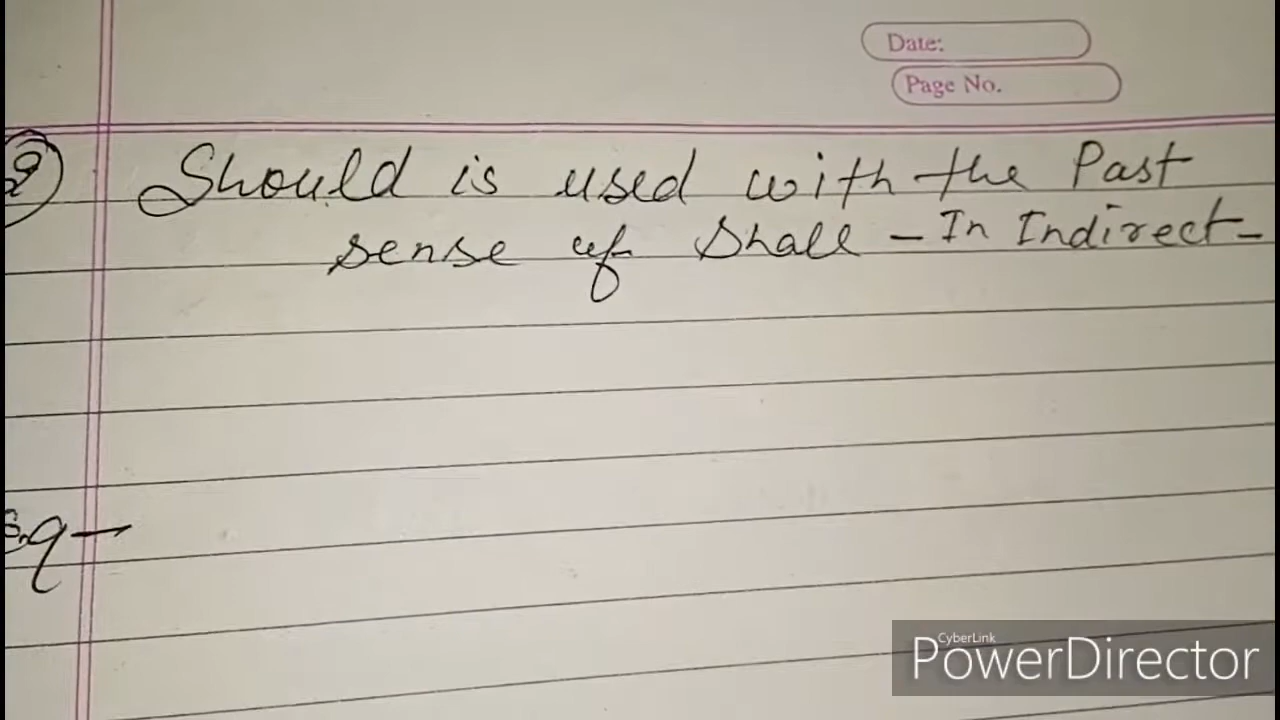 Date:
Page No.
Should is used with the Past
sense of Shall - In Indirect -
E.g -
CyberLink
PowerDirector